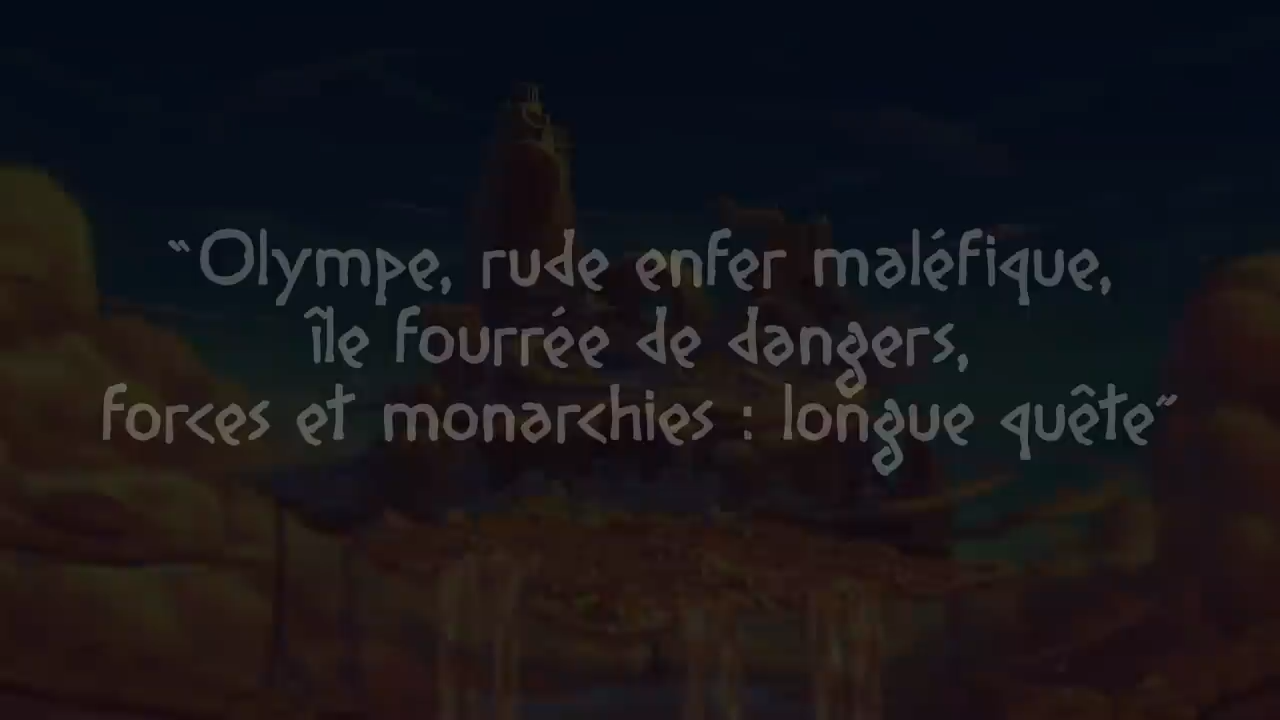 “Olympe, rude enfer maléfique,
île fourrée de dangers,
forces et monarchies : longue quête”